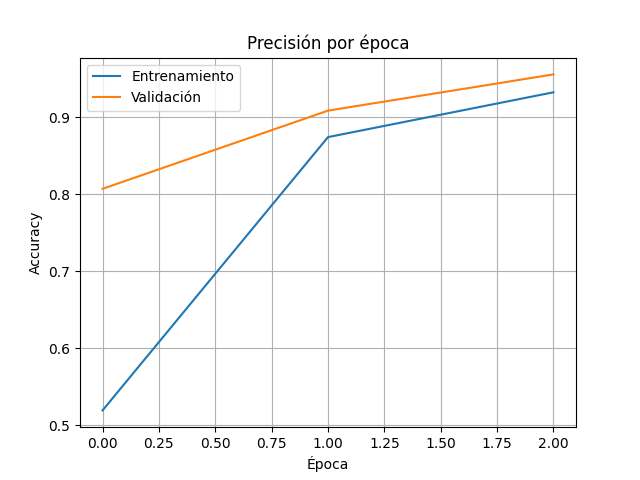 Precisión por época
Entrenamiento
Validación
0.9
0.8
0.7
0.6
0.5
Accuracy
0.00 0.25 0.50 0.75 1.00 1.25 1.50 1.75 2.00
Época